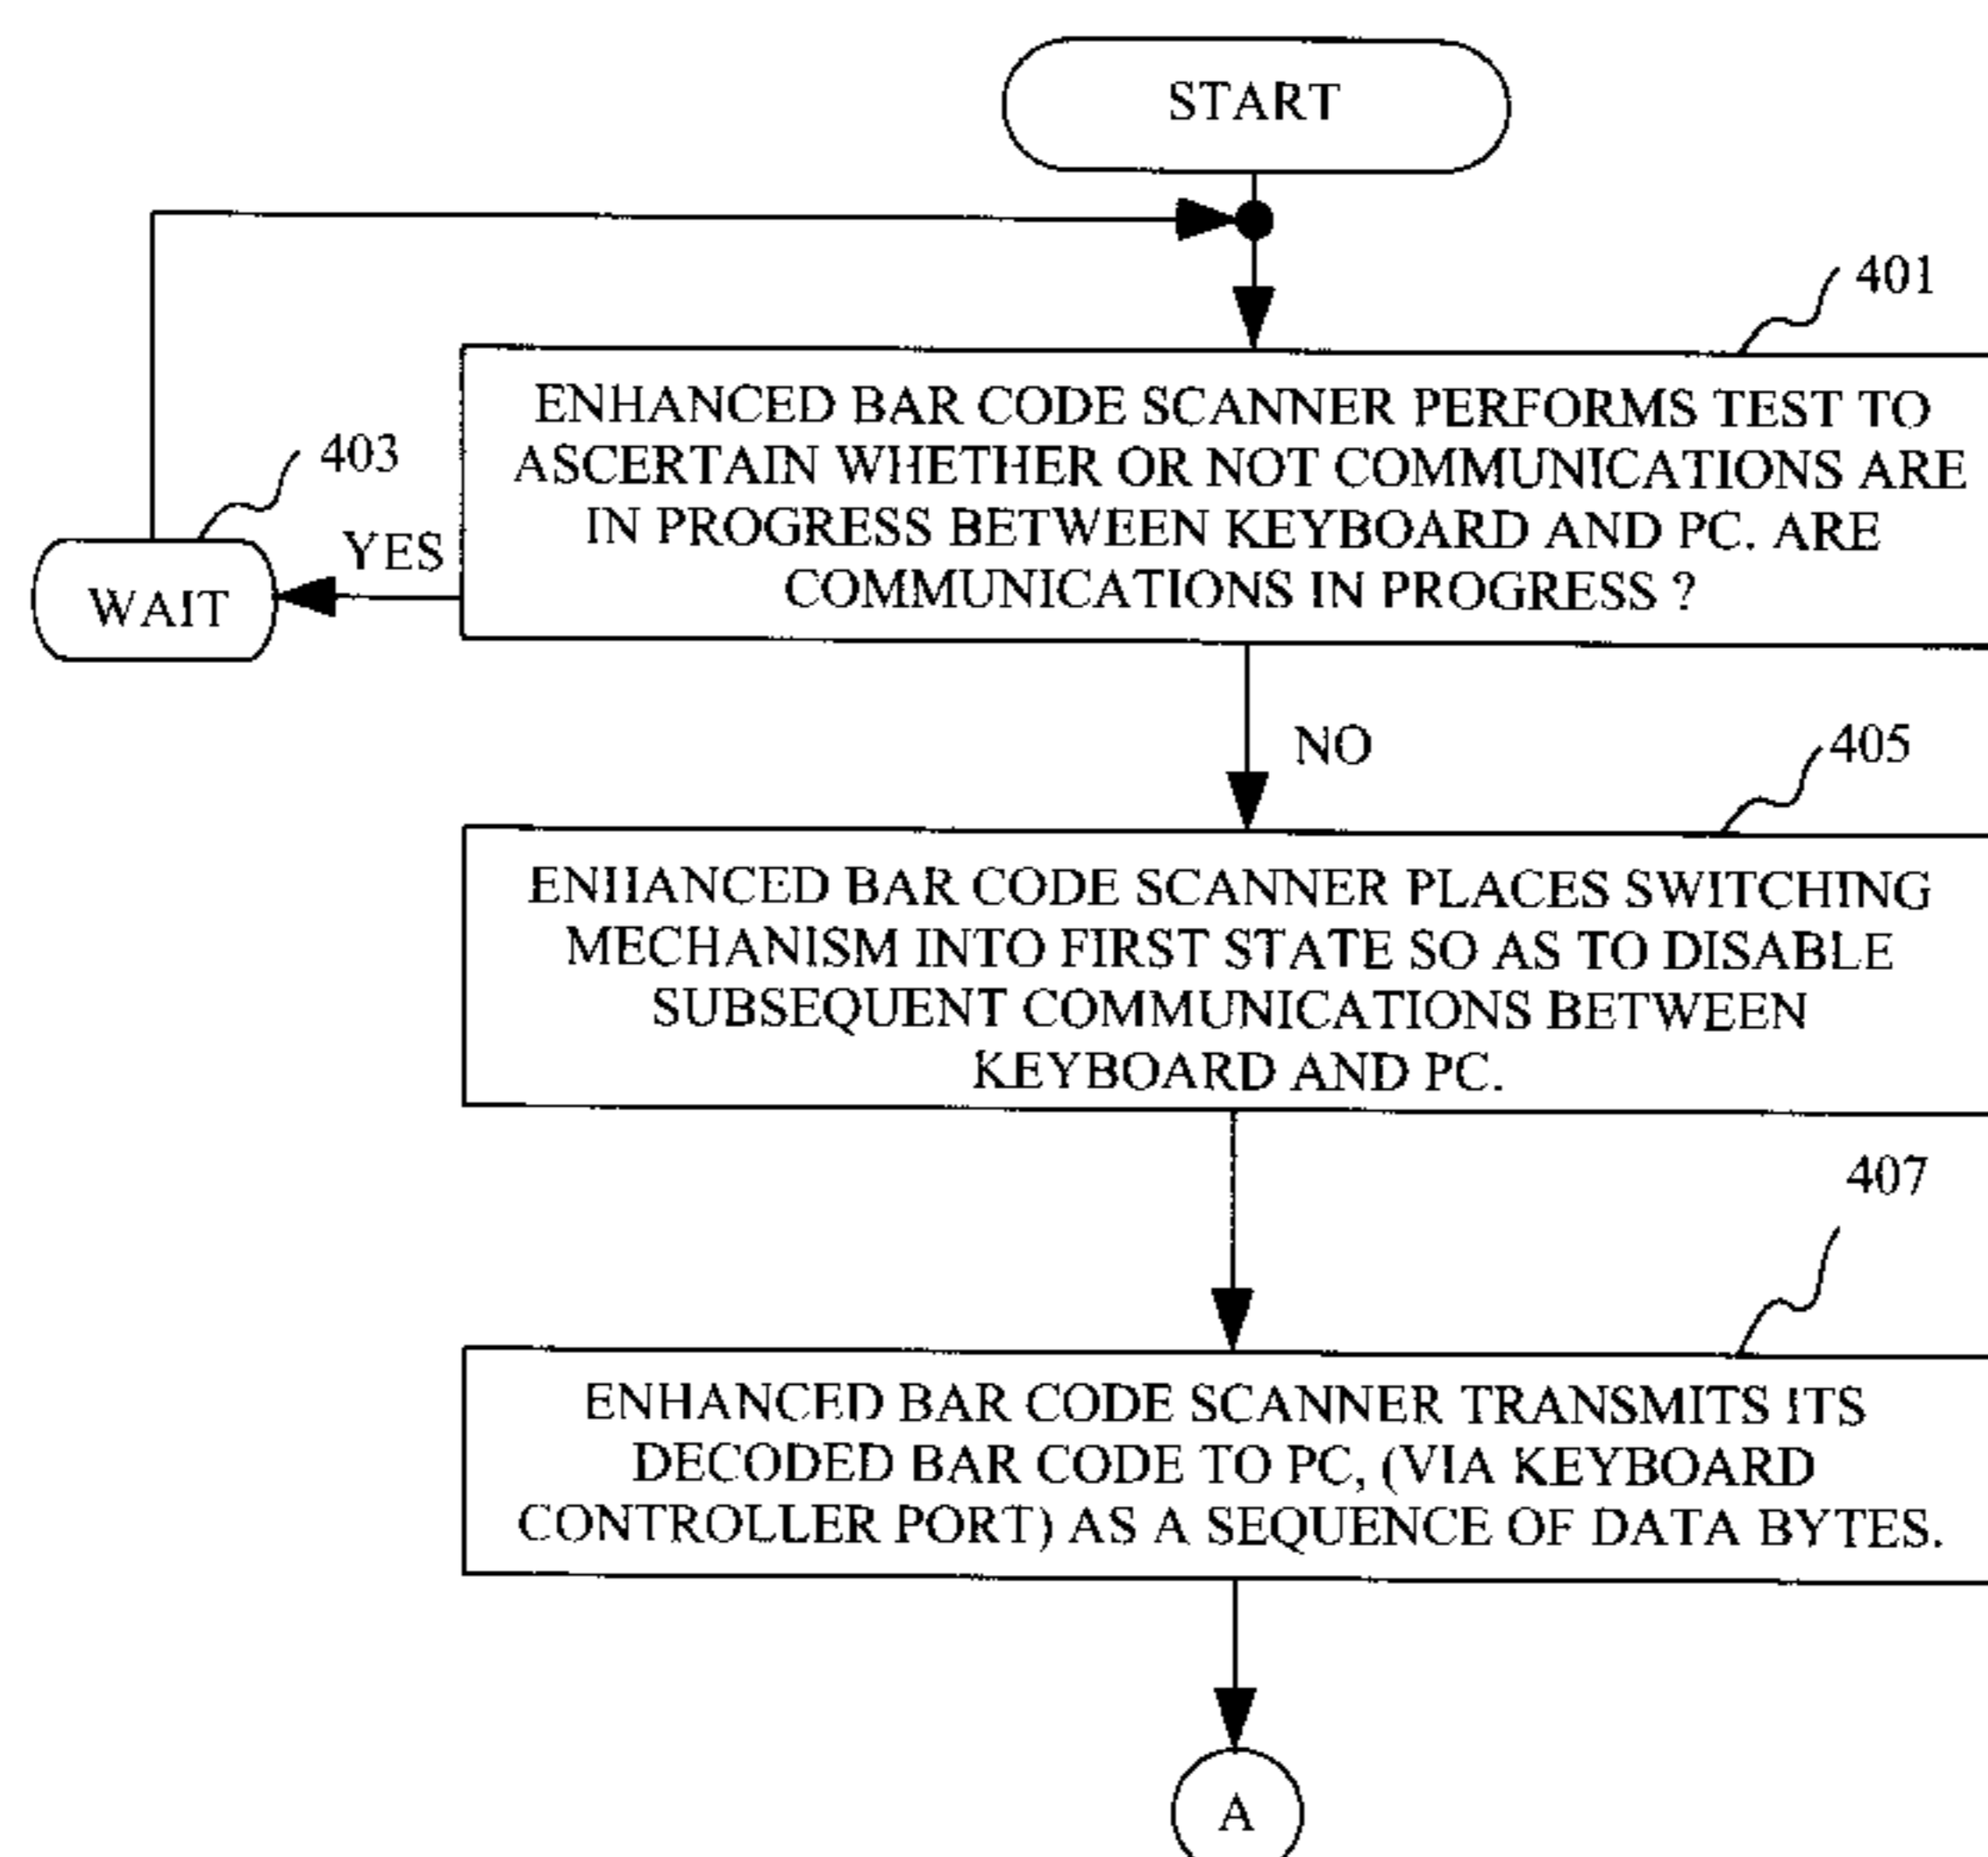 START
401
ENHANCED BAR CODE SCANNER PERFORMS TEST TO
ASCERTAIN WHETHER OR NOT COMMUNICATIONS ARE
IN PROGRESS BETWEEN KEYBOARD AND PC. ARE
COMMUNICATIONS IN PROGRESS ?
403
YES
WAIT
NO
405
ENHANCED BAR CODE SCANNER PLACES SWITCHING
MECHANISM INTO FIRST STATE SO AS TO DISABLE
SUBSEQUENT COMMUNICATIONS BETWEEN
KEYBOARD AND PC.
407
ENHANCED BAR CODE SCANNER TRANSMITS ITS
DECODED BAR CODE TO PC, (VIA KEYBOARD
CONTROLLER PORT) AS A SEQUENCE OF DATA BYTES.
A